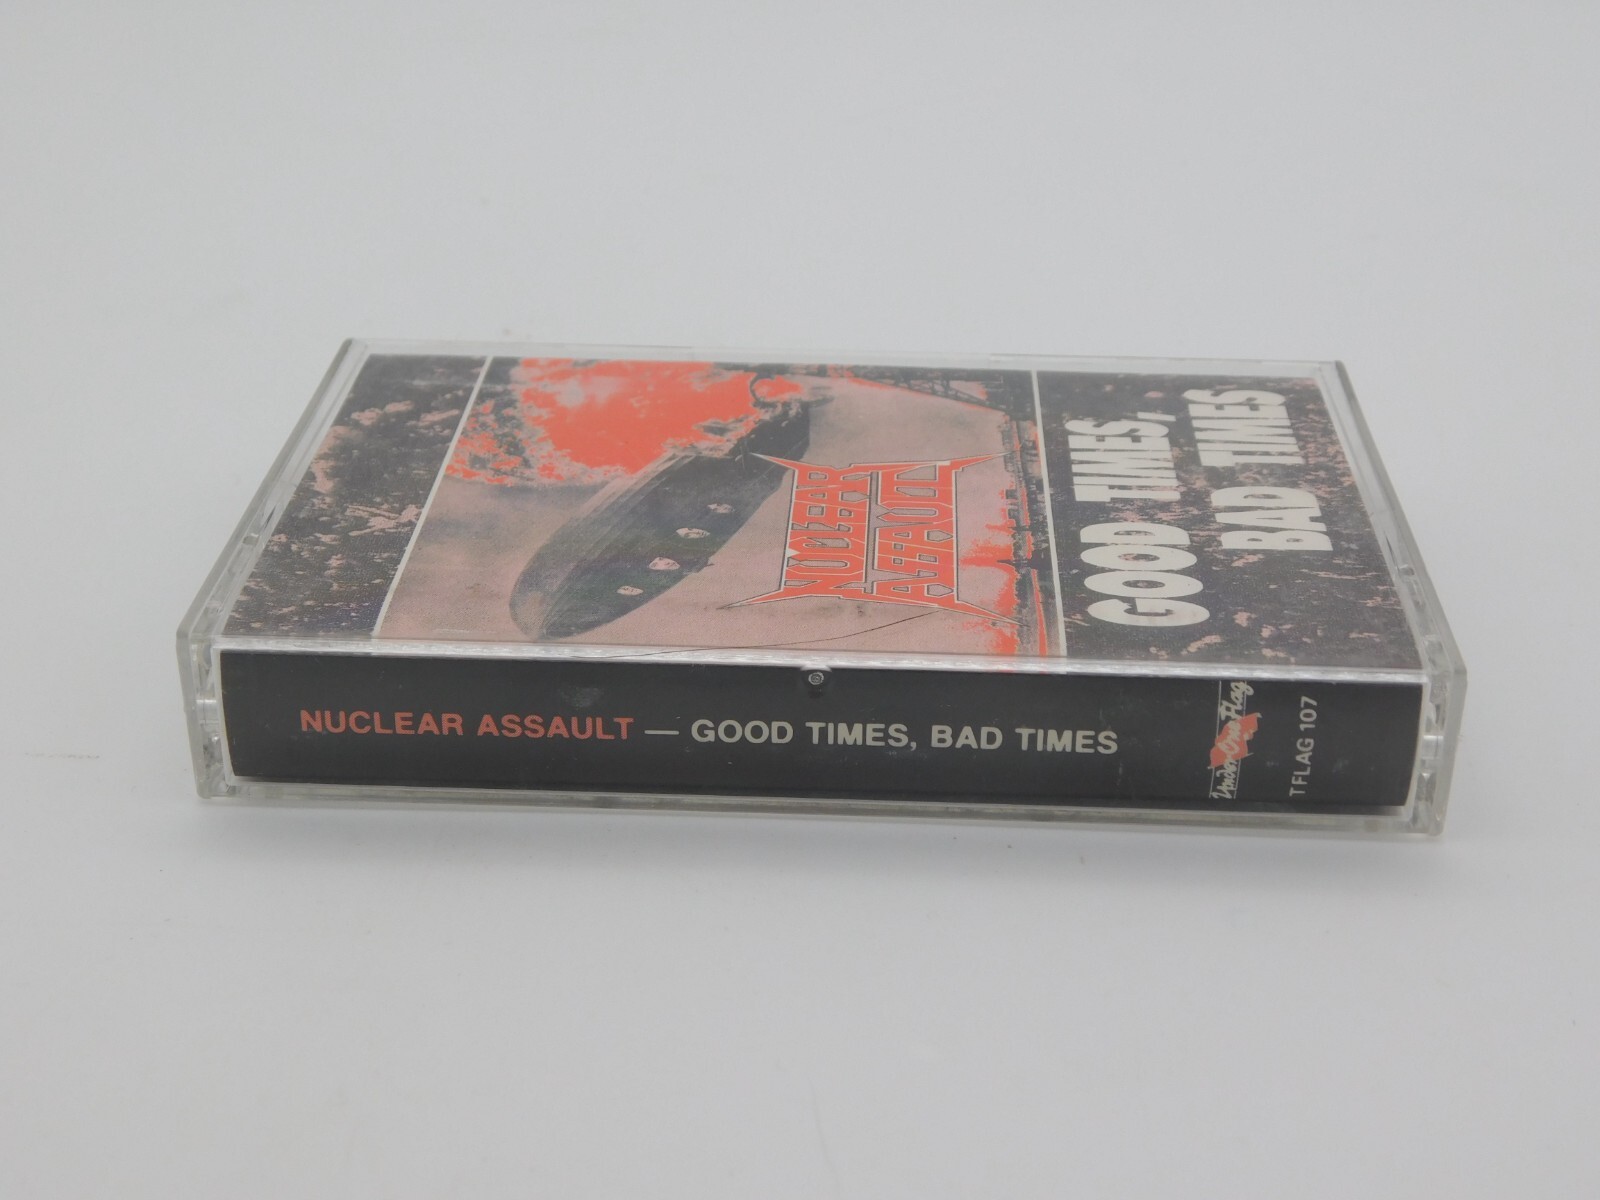 NUCLEAR
ASSAULT
GOOD TIMES,
BAD TIMES
NUCLEAR ASSAULT — GOOD TIMES, BAD TIMES
Under One Flag
TFLAG 107